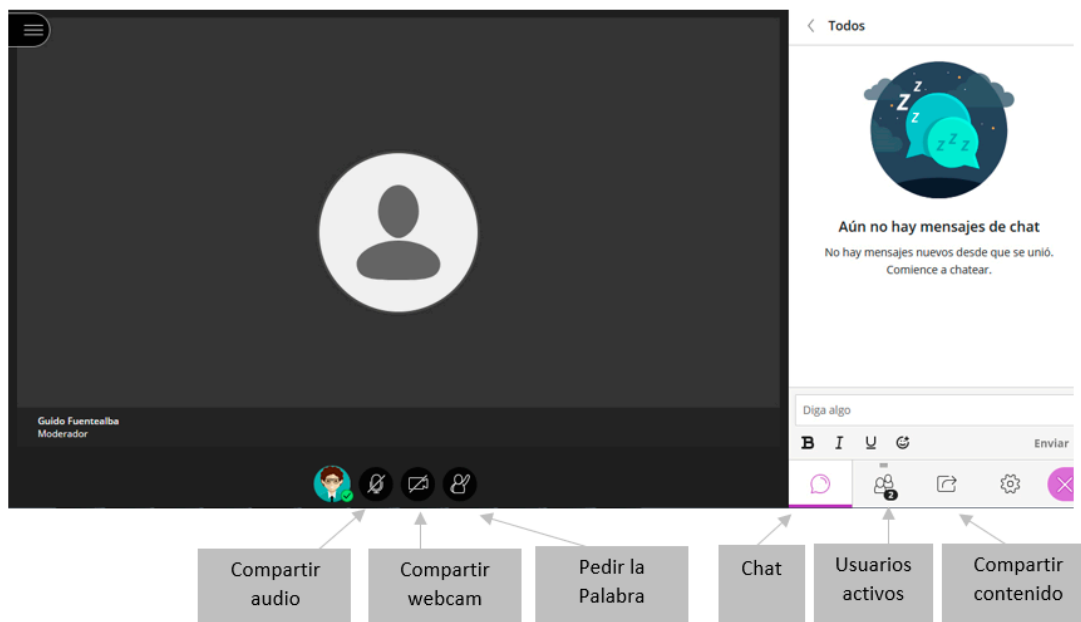 Todos
Z
Z
Z
Z Z Z
Aún no hay mensajes de chat
No hay mensajes nuevos desde que se unió.
Comience a chatear.
Guido Fuentealba
Moderador
Diga algo
B I U
Enviar
2
Compartir
audio
Compartir
webcam
Pedir la
Palabra
Chat
Usuarios
activos
Compartir
contenido